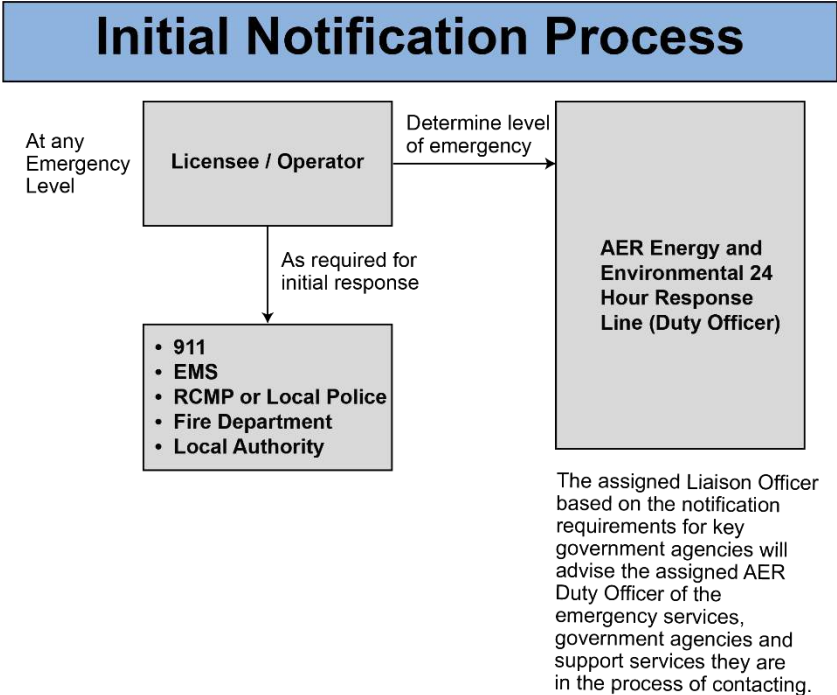 Initial Notification Process
At any
Emergency
Level
Licensee / Operator
Determine level
of emergency
AER Energy and
Environmental 24
Hour Response
Line (Duty Officer)
As required for
initial response
• 911
• EMS
• RCMP or Local Police
• Fire Department
• Local Authority
The assigned Liaison Officer
based on the notification
requirements for key
government agencies will
advise the assigned AER
Duty Officer of the
emergency services,
government agencies and
support services they are
in the process of contacting.